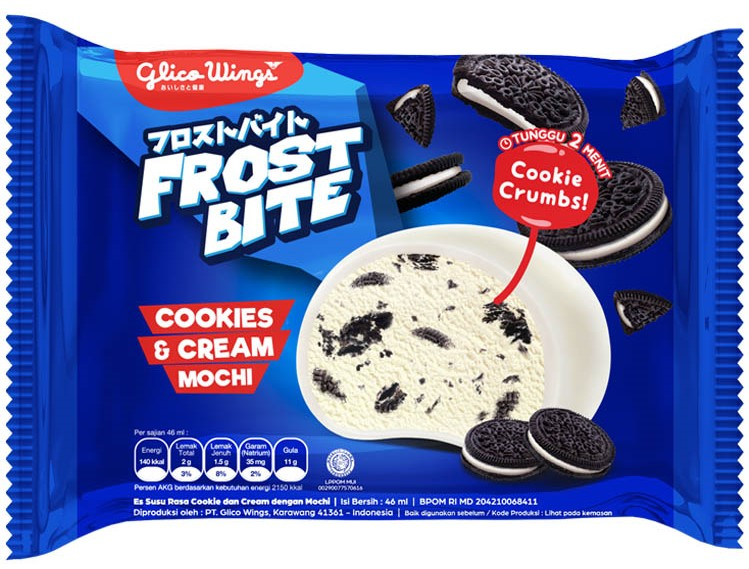 Glico Wings
おいしさと健康
フロストバイト
FROST
BITE
TUNGGU 2 MENIT
Cookie
Crumbs!
COOKIES
& CREAM
MOCHI
Per sajian 46 ml :
Energi
140 kkal
Lemak
Total
2 g
3%
Lemak
Jenuh
1.5 g
8%
Garam
(Natrium)
35 mg
2%
Gula
11 g
Persen AKG berdasarkan kebutuhan energi 2150 kkal
LPPOM MUI
00290077570616
Es Susu Rasa Cookie dan Cream dengan Mochi | Isi Bersih : 46 ml | BPOM RI MD 204210068411
Diproduksi oleh : PT. Glico Wings, Karawang 41361 - Indonesia | Baik digunakan sebelum / Kode Produksi : Lihat pada kemasan